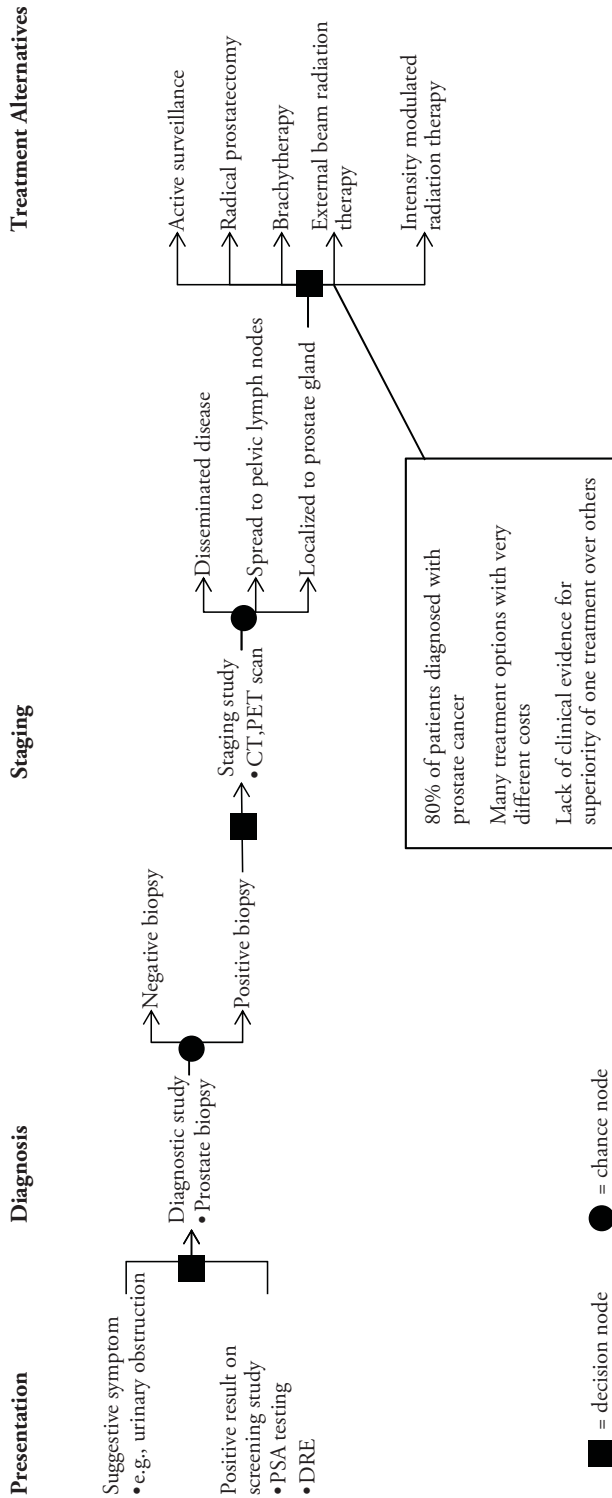 Presentation
Diagnosis
Staging
Treatment Alternatives
Suggestive symptom
• e.g., urinary obstruction
Positive result on
screening study
• PSA testing
• DRE
Diagnostic study
• Prostate biopsy
Negative biopsy
Positive biopsy
Staging study
• CT,PET scan
Disseminated disease
Spread to pelvic lymph nodes
Localized to prostate gland
Active surveillance
Radical prostatectomy
Brachytherapy
External beam radiation
therapy
Intensity modulated
radiation therapy
80% of patients diagnosed with
prostate cancer
Many treatment options with very
different costs
Lack of clinical evidence for
superiority of one treatment over others
= decision node
= chance node